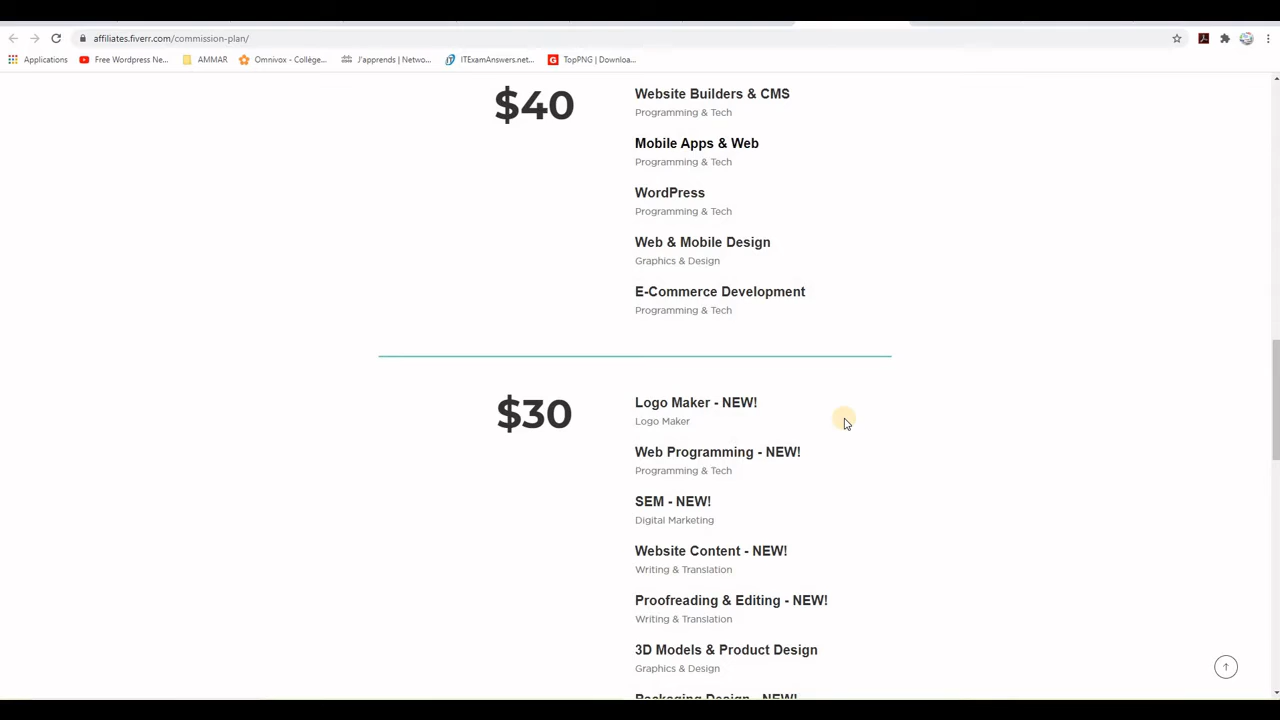 affiliates.fiverr.com/commission-plan/
Applications
Free Wordpress Ne...
AMMAR
Omnivox - Collège...
J'apprends | Netwo...
ITExamAnswers.net...
TopPNG | Downloa...
$40
Website Builders & CMS
Programming & Tech
Mobile Apps & Web
Programming & Tech
WordPress
Programming & Tech
Web & Mobile Design
Graphics & Design
E-Commerce Development
Programming & Tech
$30
Logo Maker - NEW!
Logo Maker
Web Programming - NEW!
Programming & Tech
SEM - NEW!
Digital Marketing
Website Content - NEW!
Writing & Translation
Proofreading & Editing - NEW!
Writing & Translation
3D Models & Product Design
Graphics & Design
Packaging Design - NEW!